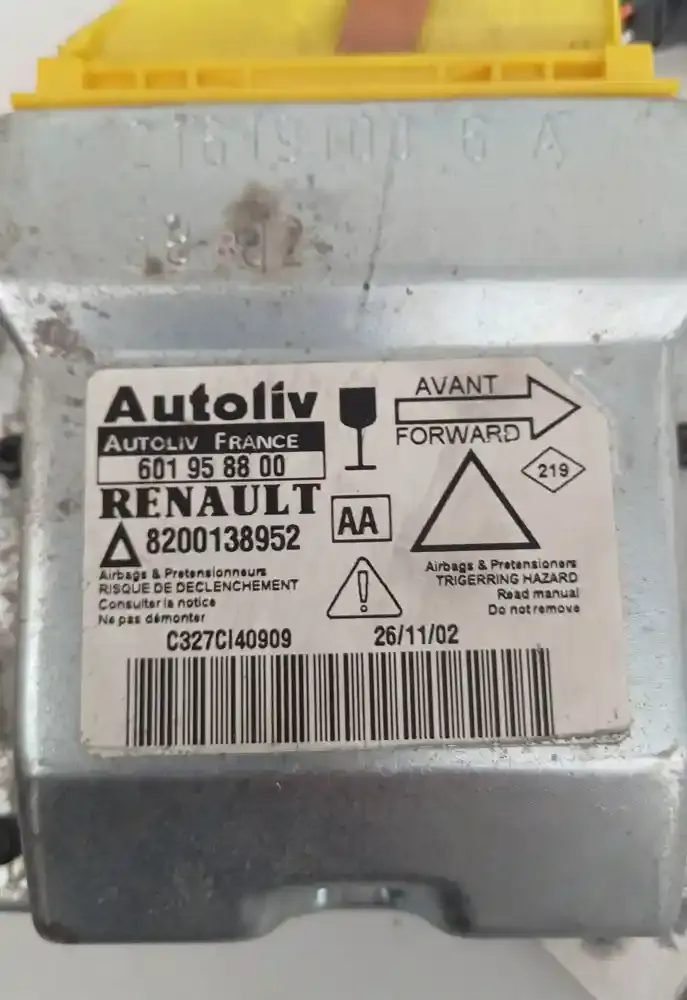 Autoliv
AUTOLIV FRANCE
601 95 88 00
RENAULT
8200138952
AA
AVANT
FORWARD
219
Airbags & Pretensionneurs
RISQUE DE DECLENCHEMENT
Consulter la notice
Ne pas démonter
!
Airbags & Pretensioners
TRIGERRING HAZARD
Read manual
Do not remove
C327CI40909
26/11/02